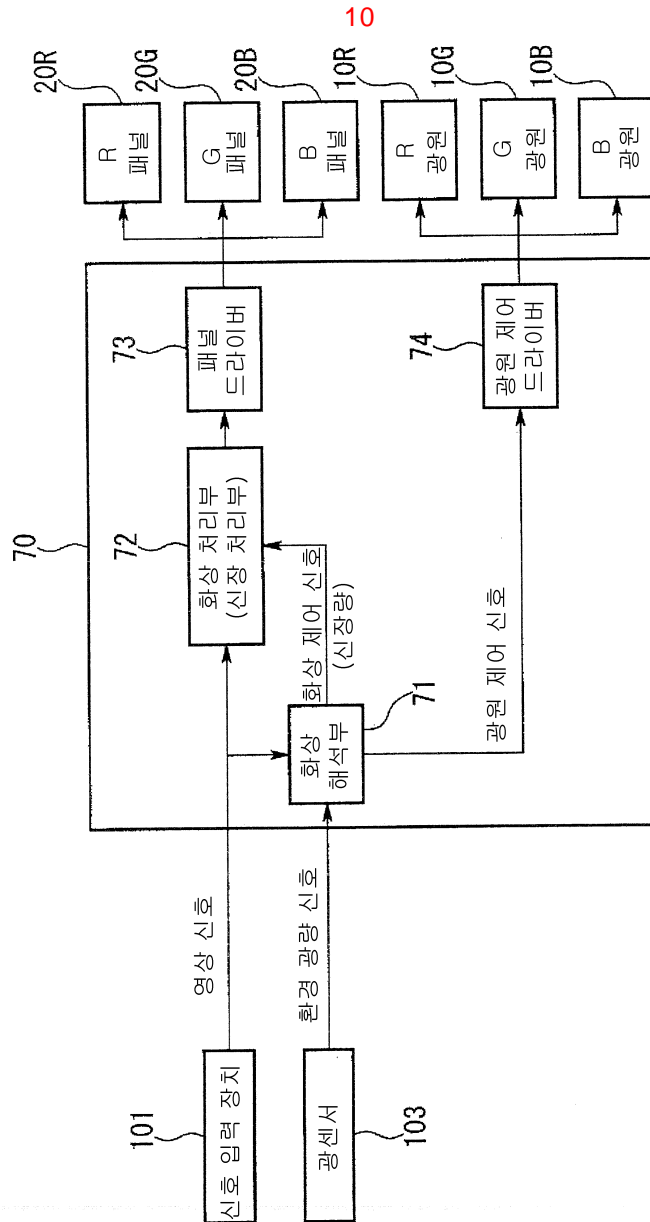 10
20R
R
패널
20G
G
패널
20B
B
패널
10R
R
광원
10G
G
광원
10B
B
광원
70
73
패널
드라이버
74
광원 제어
드라이버
72
화상 처리부
(신장 처리부)
화상 제어 신호
(신장량)
71
화상
해석부
광원 제어 신호
영상 신호
환경 광량 신호
101
신호 입력 장치
103
광센서